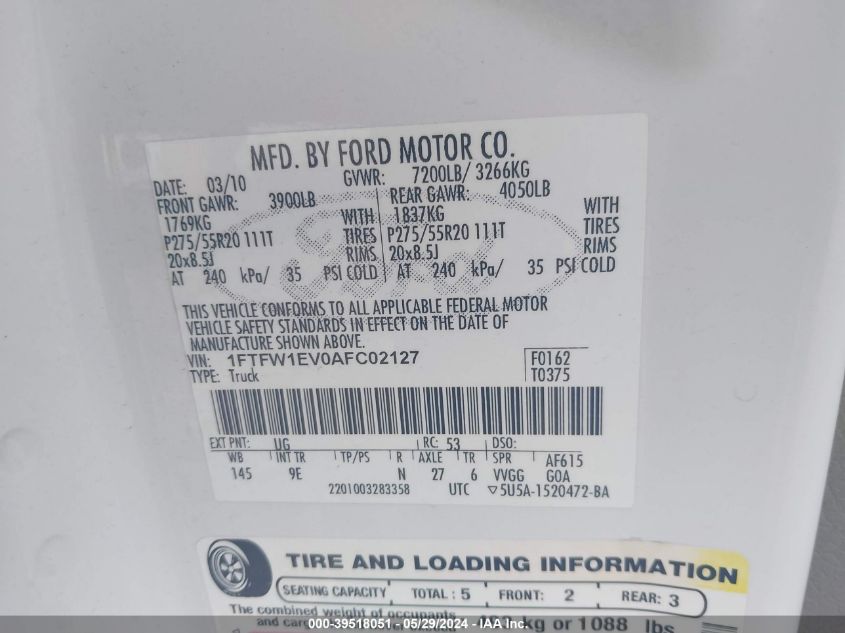 MFD. BY FORD MOTOR CO.
DATE: 03/10 GVWR: 7200LB/ 3266KG
FRONT GAWR: 3900LB REAR GAWR: 4050LB
1769KG WITH 1837KG WITH
P275/55R20 111T TIRES P275/55R20 111T TIRES
20x8.5J RIMS 20x8.5J RIMS
AT 240 kPa/ 35 PSI COLD AT 240 kPa/ 35 PSI COLD
Ford
THIS VEHICLE CONFORMS TO ALL APPLICABLE FEDERAL MOTOR
VEHICLE SAFETY STANDARDS IN EFFECT ON THE DATE OF
MANUFACTURE SHOWN ABOVE.
VIN: 1FTFW1EV0AFC02127 F0162
TYPE: Truck T0375
EXT PNT: UG RC: 53 DSO:
WB INT TR TP/PS R AXLE TR SPR AF615
145 9E N 27 6 VVGG GOA
2201003283358 UTC ▽5U5A-1520472-BA
TIRE AND LOADING INFORMATION
SEATING CAPACITY TOTAL : 5 FRONT: 2 REAR: 3
The combined weight of occupants
and kg or 1088 lbs
000-39518051 - 05/29/2024 - IAA Inc.